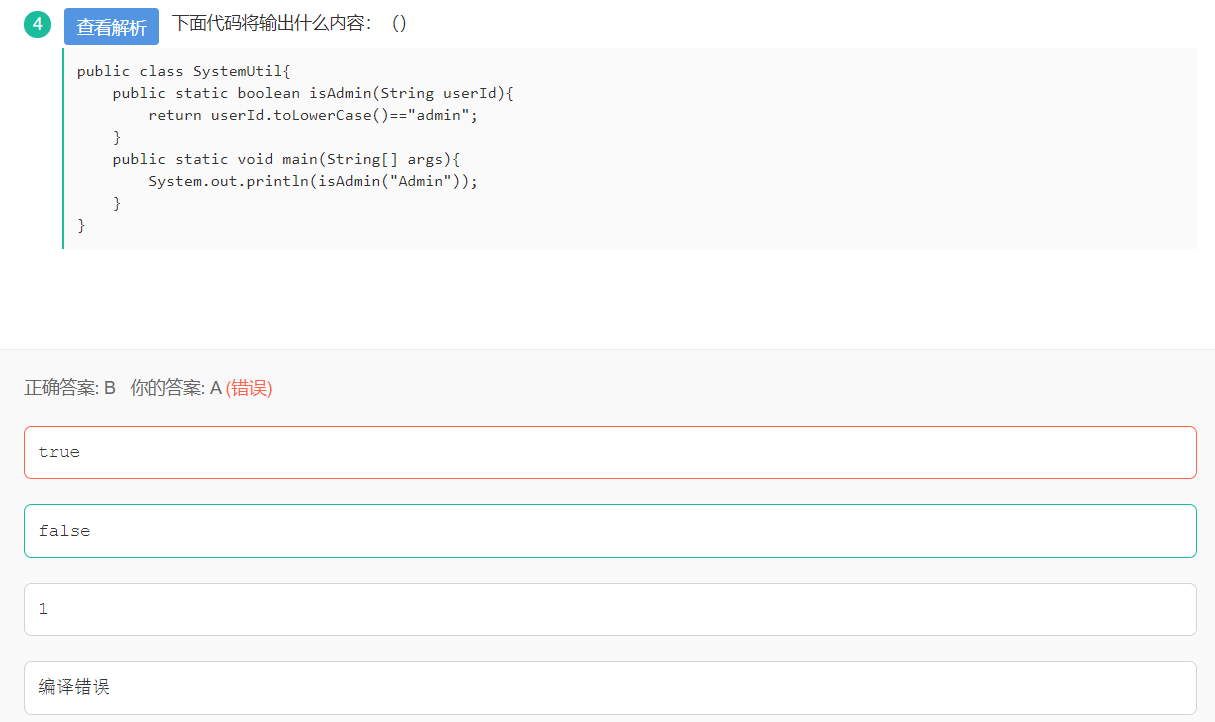 4 查看解析 下面代码将输出什么内容：（）
public class SystemUtil{
    public static boolean isAdmin(String userId){
        return userId.toLowerCase()=="admin";
    }
    public static void main(String[] args){
        System.out.println(isAdmin("Admin"));
    }
}
正确答案: B 你的答案: A (错误)
true
false
1
编译错误